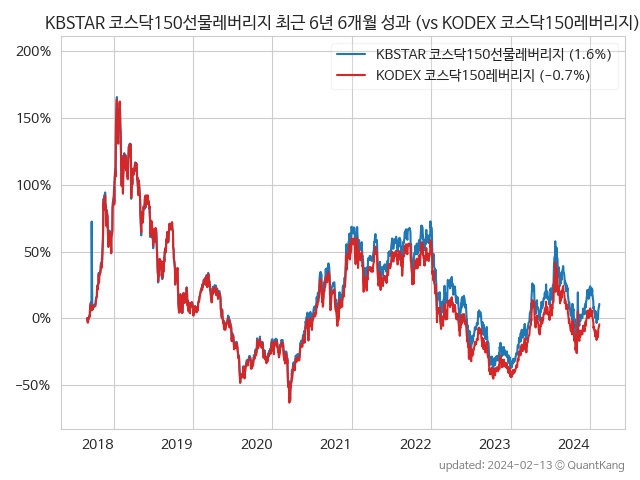 KBSTAR 코스닥150선물레버리지 최근 6년 6개월 성과 (vs KODEX 코스닥150레버리지)
KBSTAR 코스닥150선물레버리지 (1.6%)
KODEX 코스닥150레버리지 (−0.7%)
200%
150%
100%
50%
0%
−50%
2018 2019 2020 2021 2022 2023 2024
updated: 2024-02-13 © QuantKang